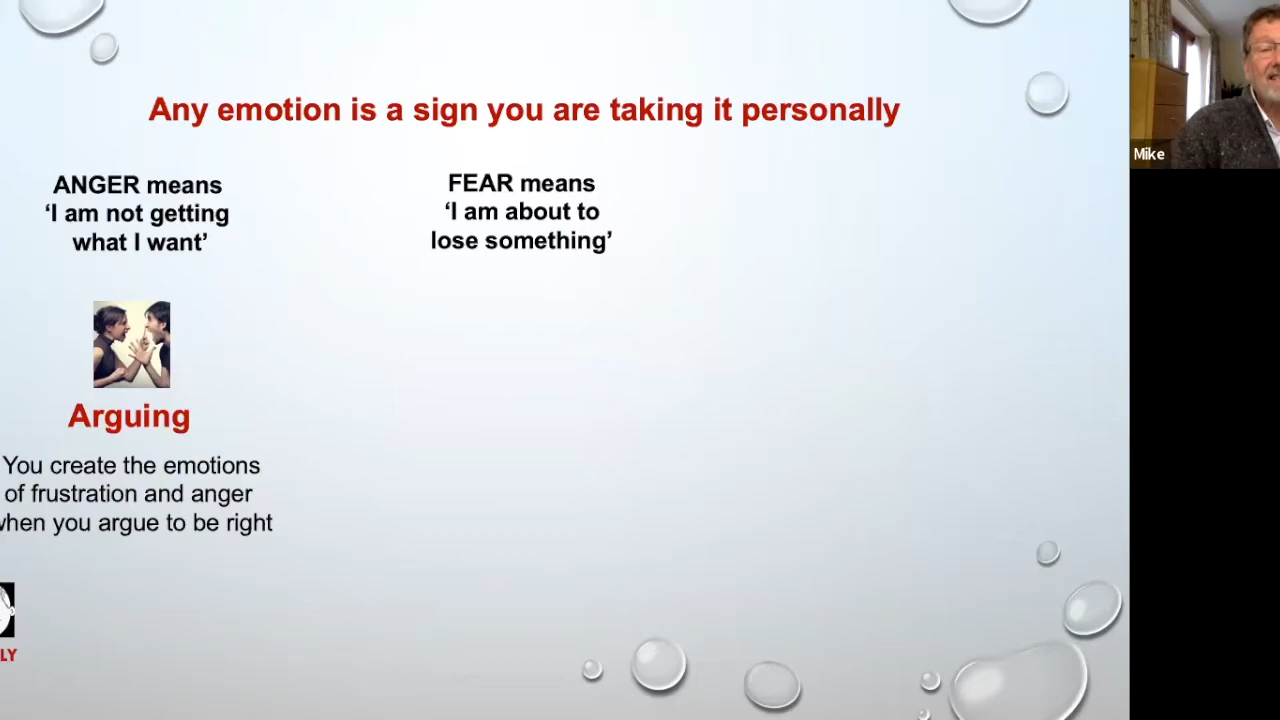 Any emotion is a sign you are taking it personally
ANGER means
‘I am not getting
what I want’
FEAR means
‘I am about to
lose something’
Arguing
You create the emotions
of frustration and anger
when you argue to be right
LY
Mike